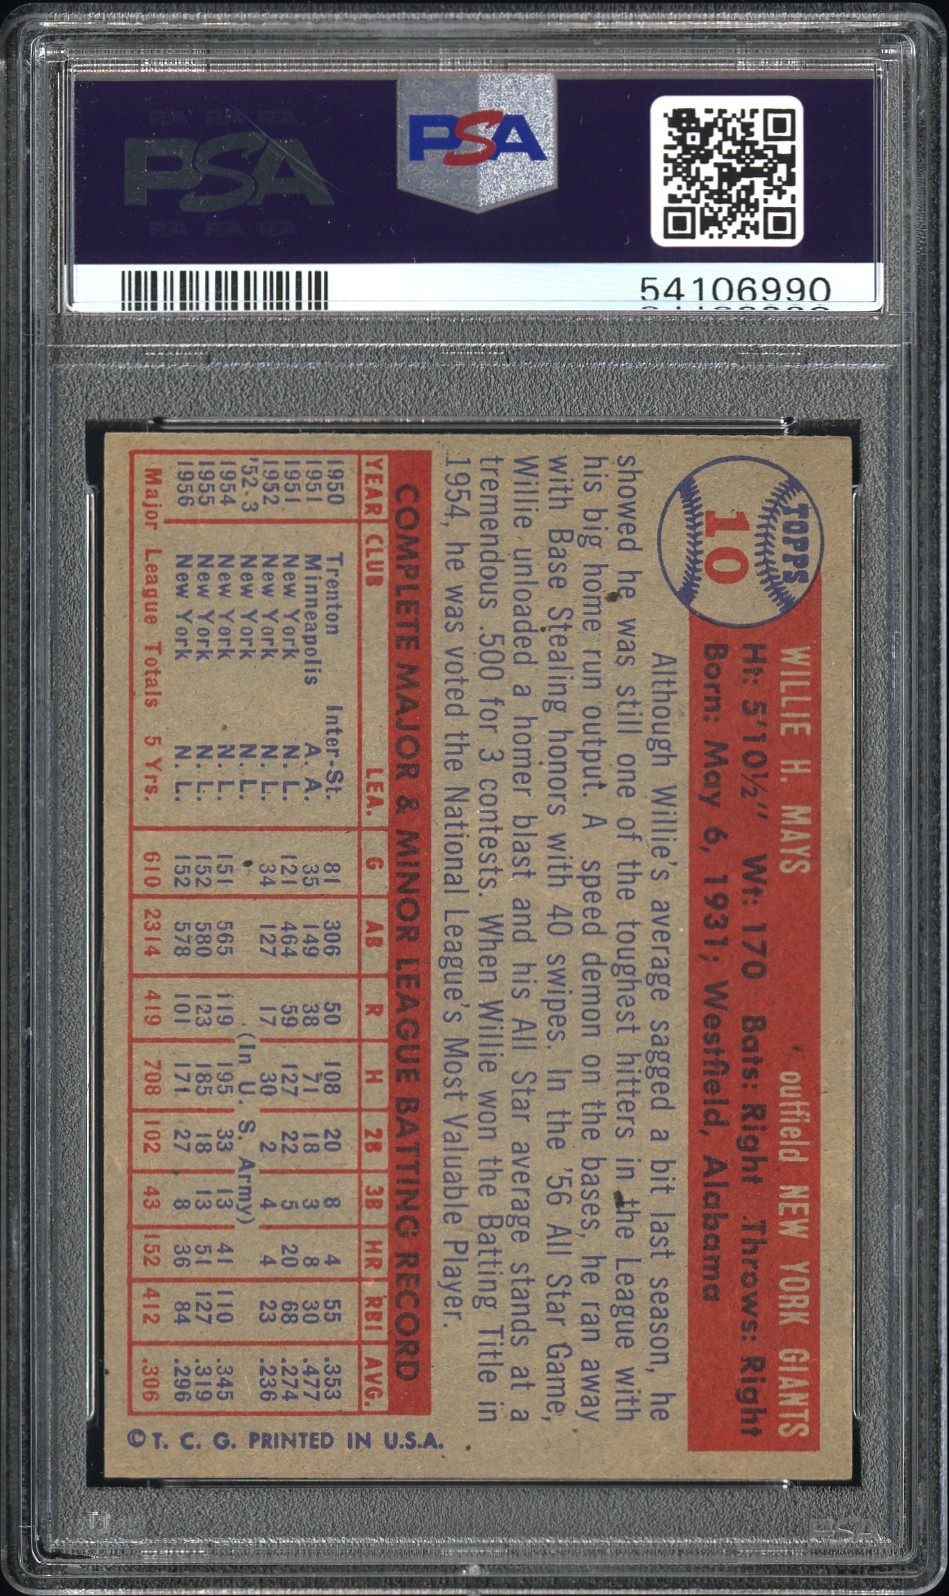 PSA
PSA
54106990
TOPPS
10
WILLIE H. MAYS outfield NEW YORK GIANTS
Ht: 5'10½" Wt: 170 Bats: Right Throws: Right
Born: May 6, 1931; Westfield, Alabama
Although Willie's average sagged a bit last season, he
showed he was still one of the toughest hitters in the League with
his big home run output. A speed demon on the bases, he ran away
with Base Stealing honors with 40 swipes. In the '56 All Star Game,
Willie unloaded a homer blast and his All Star average stands at a
tremendous .500 for 3 contests. When Willie won the Batting Title in
1954, he was voted the National League's Most Valuable Player.
COMPLETE MAJOR & MINOR LEAGUE BATTING RECORD
YEAR CLUB LEA. G AB R H 2B 3B HR RBI AVG.
1950 Trenton Inter-St. 81 306 50 108 20 8 4 55 .353
1951 Minneapolis A. A. 35 149 38 71 18 3 8 30 .477
1951 New York N. L. 121 464 59 127 22 5 20 68 .274
1952 New York N. L. 34 127 17 30 2 4 4 23 .236
'52-3 New York N. L. (In U. S. Army)
1954 New York N. L. 151 565 119 195 33 13 41 110 .345
1955 New York N. L. 152 580 123 185 18 13 51 127 .319
1956 New York N. L. 152 578 101 171 27 8 36 84 .296
Major League Totals 5 Yrs. 610 2314 419 708 102 43 152 412 .306
© T. C. G. PRINTED IN U.S.A.